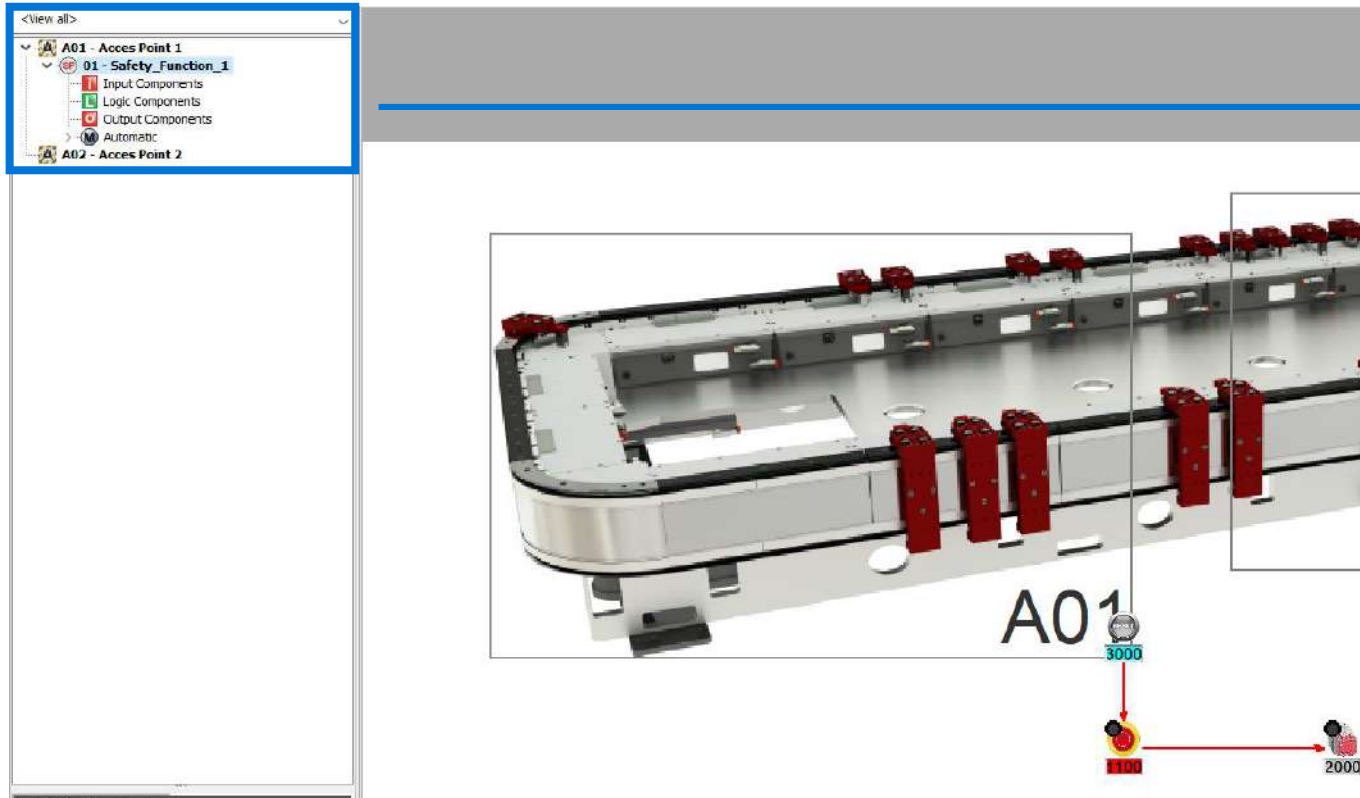 <View all>
A01 - Acces Point 1
01 - Safety_Function_1
Input Components
Logic Components
Output Components
Automatic
A02 - Acces Point 2
A01
3000
1100
2000